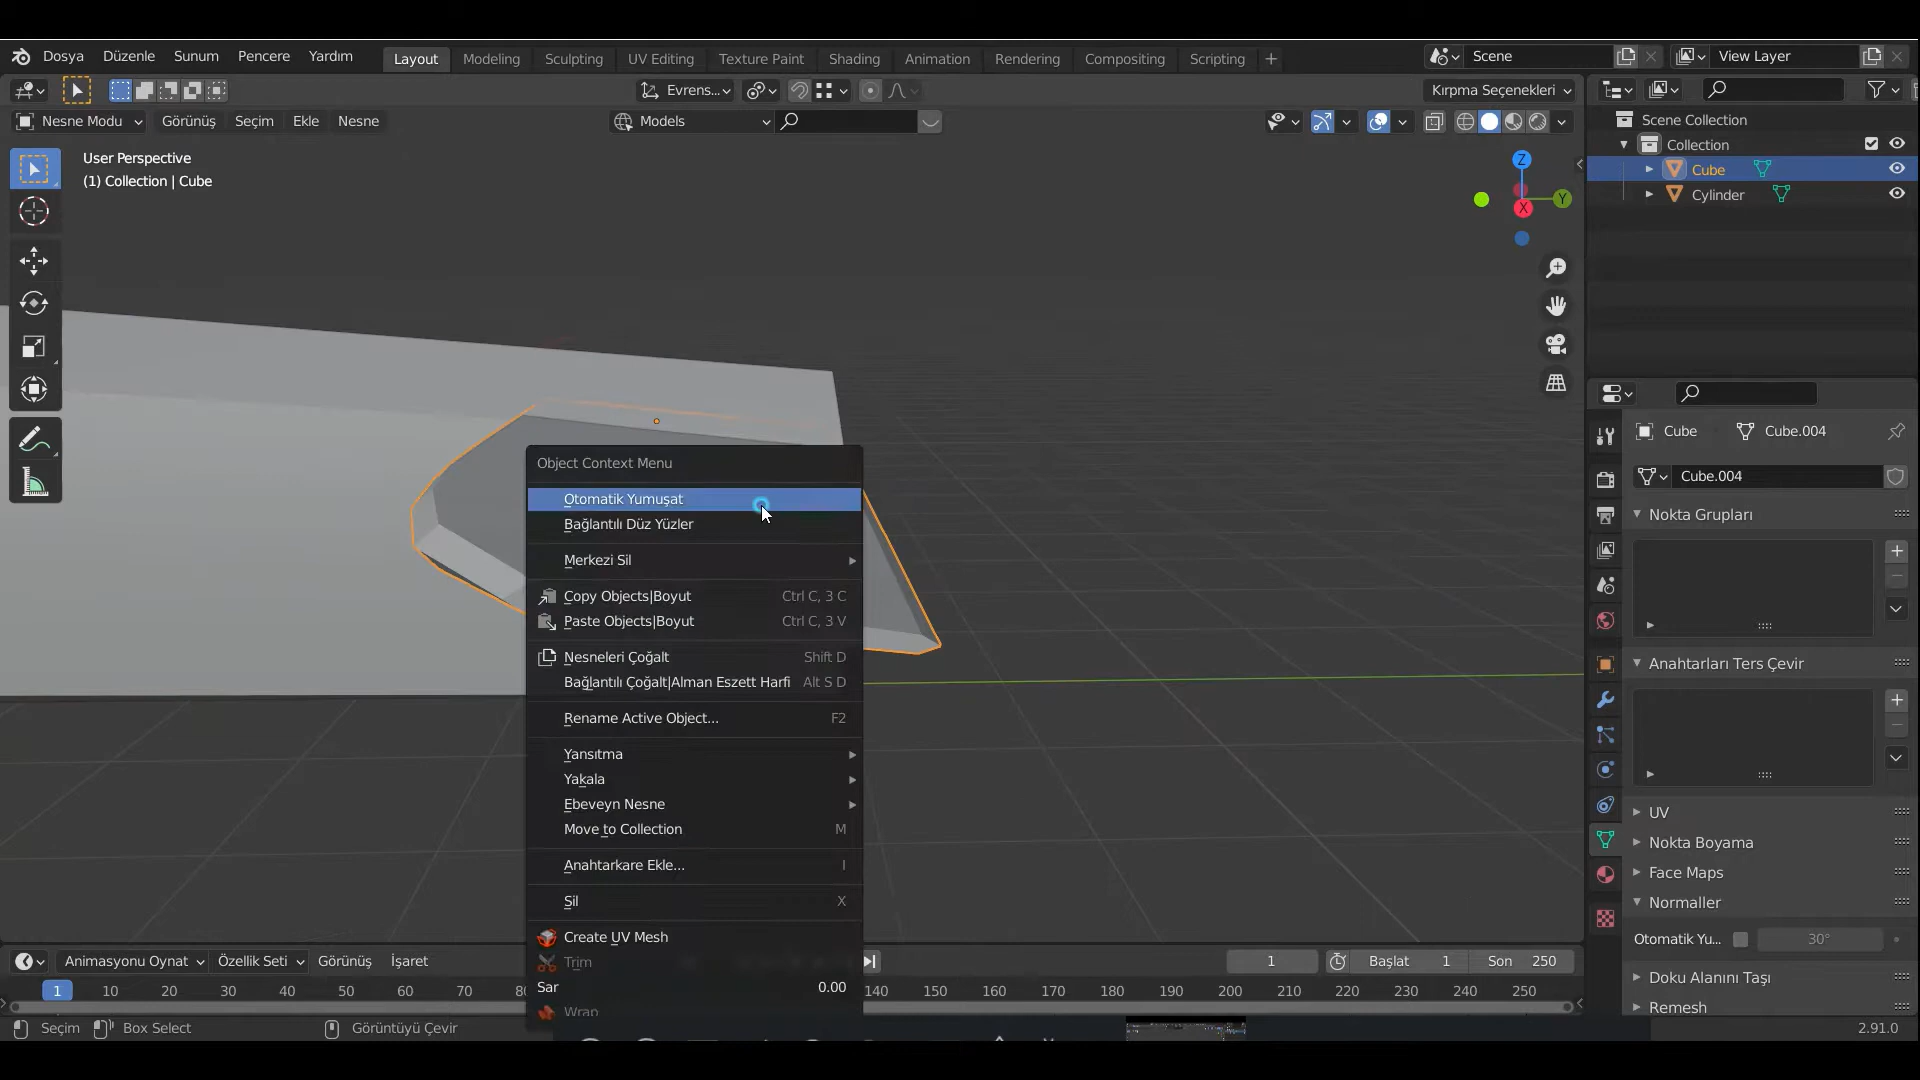 Dosya Düzenle Sunum Pencere Yardım Layout Modeling Sculpting UV Editing Texture Paint Shading Animation Rendering Compositing Scripting + Scene View Layer
Evrens... Kırpma Seçenekleri
Nesne Modu Görünüş Seçim Ekle Nesne Models
User Perspective
(1) Collection | Cube
Z
Y
X
Scene Collection
Collection
Cube
Cylinder
Cube Cube.004
Cube.004
Nokta Grupları
Anahtarları Ters Çevir
UV
Nokta Boyama
Face Maps
Normaller
Otomatik Yu... 30°
Doku Alanını Taşı
Remesh
Object Context Menu
Otomatik Yumuşat
Bağlantılı Düz Yüzler
Merkezi Sil
Copy Objects|Boyut Ctrl C, 3 C
Paste Objects|Boyut Ctrl C, 3 V
Nesneleri Çoğalt Shift D
Bağlantılı Çoğalt|Alman Eszett Harfi Alt S D
Rename Active Object... F2
Yansıtma
Yakala
Ebeveyn Nesne
Move to Collection M
Anahtarkare Ekle... I
Sil X
Create UV Mesh
Trim
Sar 0.00
Wrap
Animasyonu Oynat Özellik Seti Görünüş İşaret 1 Başlat 1 Son 250
1 10 20 30 40 50 60 70 140 150 160 170 180 190 200 210 220 230 240 250
Seçim Box Select Görüntüyü Çevir 2.91.0